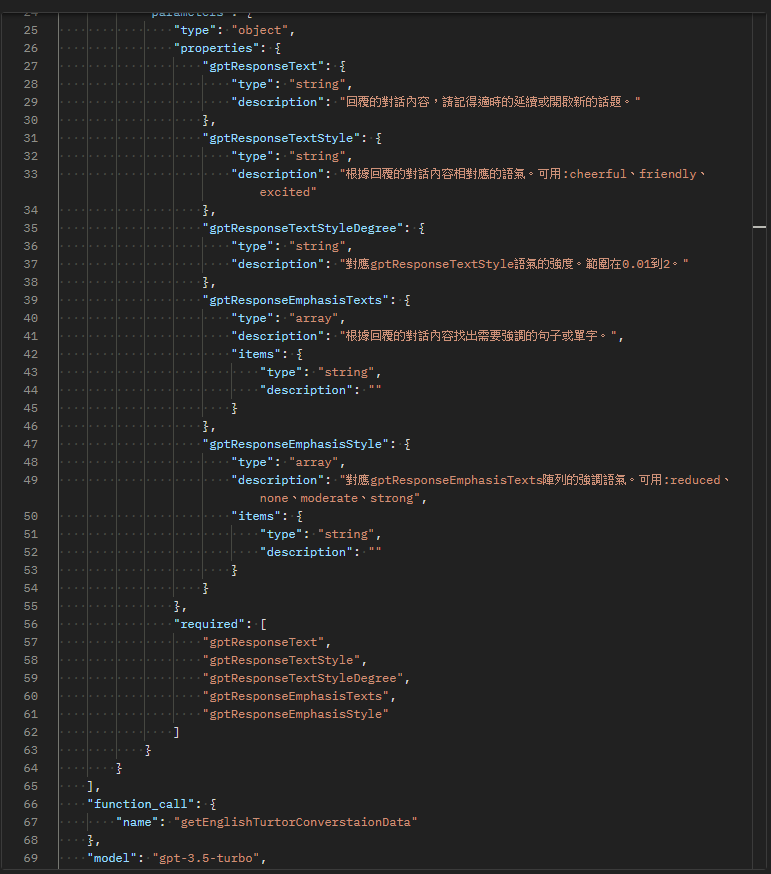 24 "parameters": {
25 "type": "object",
26 "properties": {
27 "gptResponseText": {
28 "type": "string",
29 "description": "回覆的對話內容，請記得適時的延續或開啟新的話題。"
30 },
31 "gptResponseTextStyle": {
32 "type": "string",
33 "description": "根據回覆的對話內容相對應的語氣。可用:cheerful、friendly、
excited"
34 },
35 "gptResponseTextStyleDegree": {
36 "type": "string",
37 "description": "對應gptResponseTextStyle語氣的強度。範圍在0.01到2。"
38 },
39 "gptResponseEmphasisTexts": {
40 "type": "array",
41 "description": "根據回覆的對話內容找出需要強調的句子或單字。",
42 "items": {
43 "type": "string",
44 "description": ""
45 }
46 },
47 "gptResponseEmphasisStyle": {
48 "type": "array",
49 "description": "對應gptResponseEmphasisTexts陣列的強調語氣。可用:reduced、
none、moderate、strong",
50 "items": {
51 "type": "string",
52 "description": ""
53 }
54 }
55 },
56 "required": [
57 "gptResponseText",
58 "gptResponseTextStyle",
59 "gptResponseTextStyleDegree",
60 "gptResponseEmphasisTexts",
61 "gptResponseEmphasisStyle"
62 ]
63 }
64 }
65 ],
66 "function_call": {
67 "name": "getEnglishTurtorConverstaionData"
68 },
69 "model": "gpt-3.5-turbo",